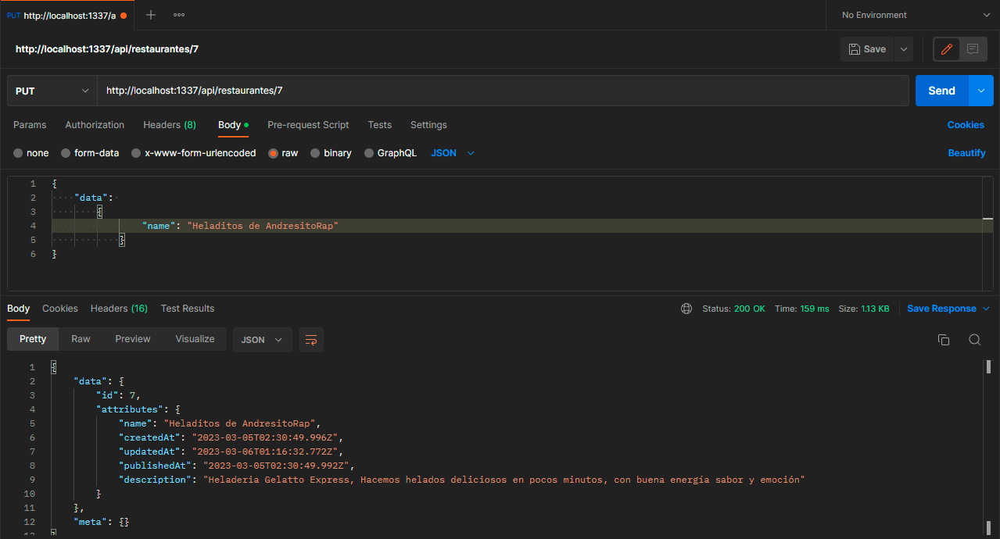 PUT http://localhost:1337/a No Environment
http://localhost:1337/api/restaurantes/7 Save
PUT http://localhost:1337/api/restaurantes/7 Send
Params Authorization Headers (8) Body Pre-request Script Tests Settings Cookies
none form-data x-www-form-urlencoded raw binary GraphQL JSON Beautify
1 {
2 "data":
3 {
4 "name": "Heladitos de AndresitoRap"
5 }
6 }
Body Cookies Headers (16) Test Results Status: 200 OK Time: 159 ms Size: 1.13 KB Save Response
Pretty Raw Preview Visualize JSON
1 {
2 "data": {
3 "id": 7,
4 "attributes": {
5 "name": "Heladitos de AndresitoRap",
6 "createdAt": "2023-03-05T02:30:49.996Z",
7 "updatedAt": "2023-03-06T01:16:32.772Z",
8 "publishedAt": "2023-03-05T02:30:49.992Z",
9 "description": "Heladeria Gelatto Express, Hacemos helados deliciosos en pocos minutos, con buena energía sabor y emoción"
10 }
11 },
12 "meta": {}
13 }